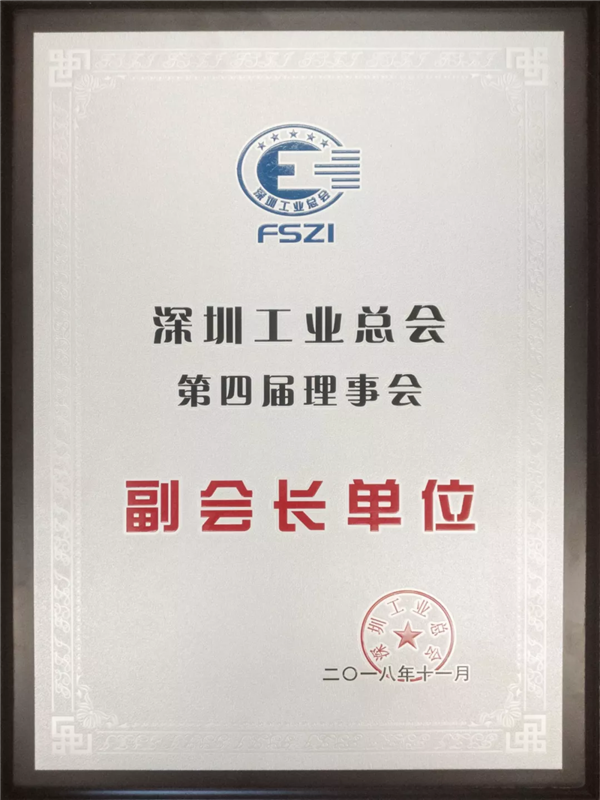 深圳工业总会
FSZI
深圳工业总会
第四届理事会
副会长单位
深圳工业总会
二〇一八年十一月